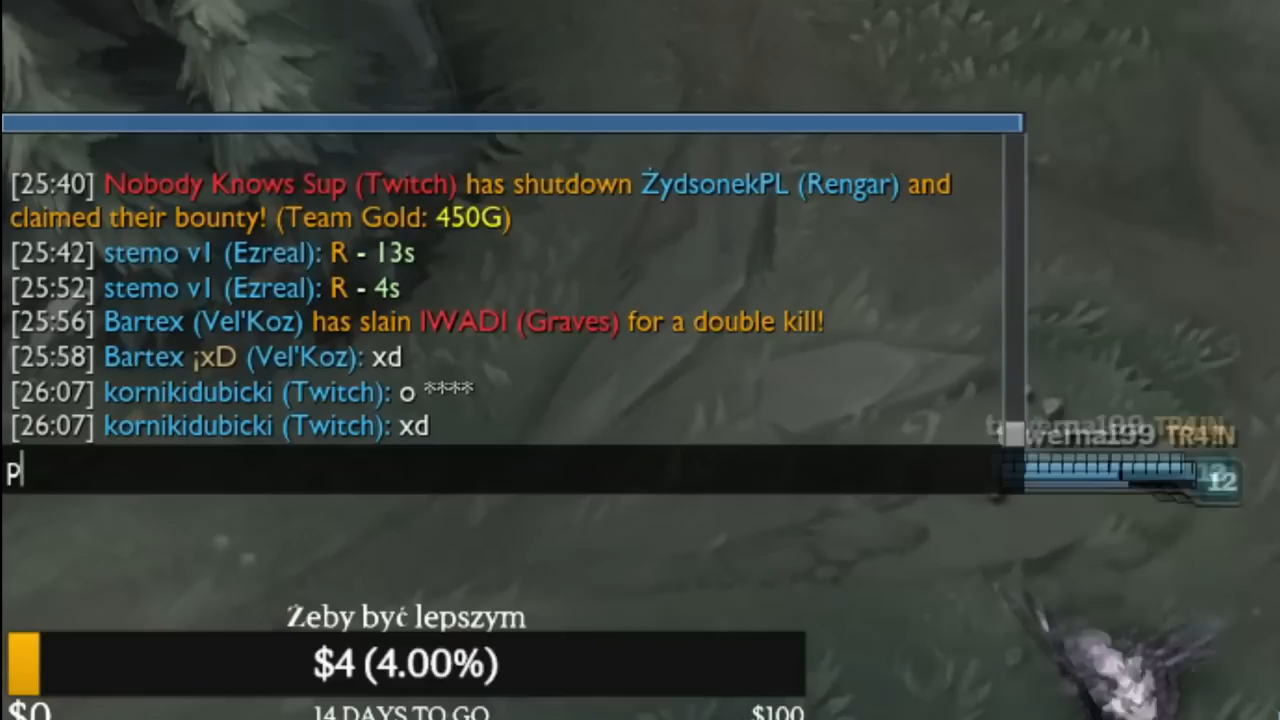 [25:40] Nobody Knows Sup (Twitch) has shutdown ŻydsonekPL (Rengar) and
claimed their bounty! (Team Gold: 450G)
[25:42] stemo v1 (Ezreal): R - 13s
[25:52] stemo v1 (Ezreal): R - 4s
[25:56] Bartex (Vel'Koz) has slain IWADI (Graves) for a double kill!
[25:58] Bartex ¡xD (Vel'Koz): xd
[26:07] kornikidubicki (Twitch): o ****
[26:07] kornikidubicki (Twitch): xd
TR4!N
p
12
Żeby być lepszym
$4 (4.00%)
$0 14 DAYS TO GO $100